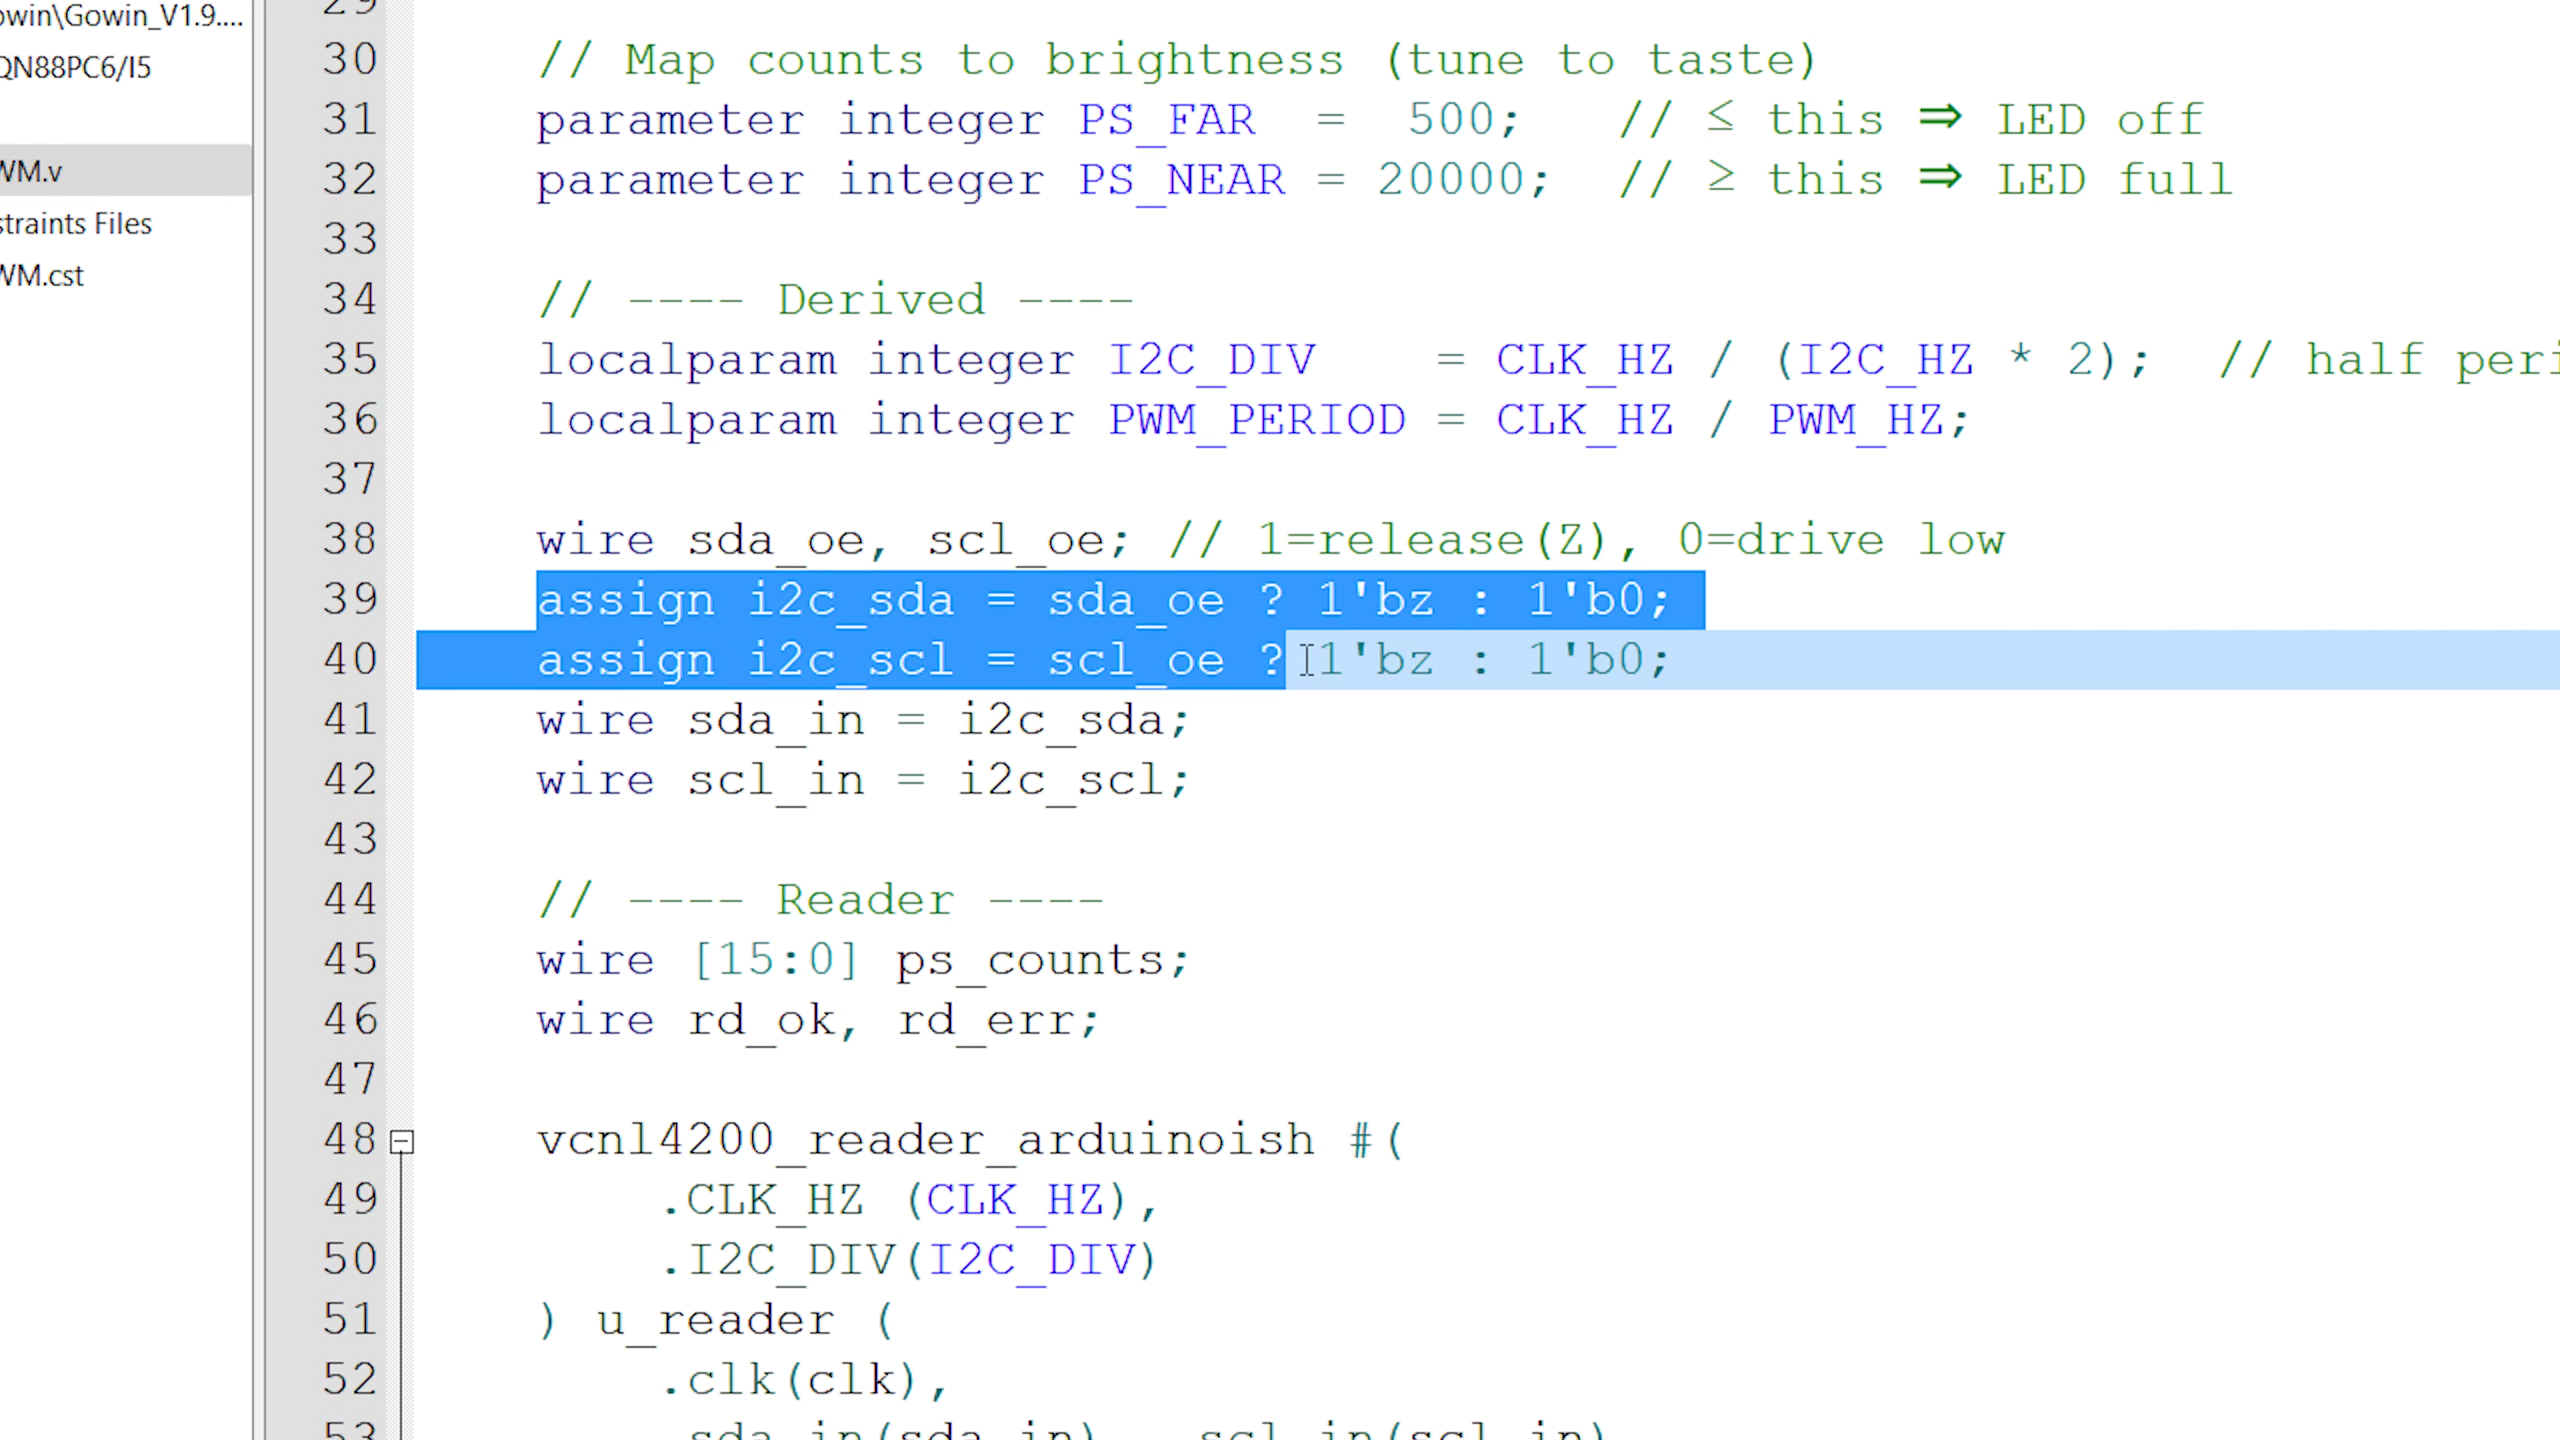 owin\Gowin_V1.9....
QN88PC6/I5
WM.v
straints Files
WM.cst
30 // Map counts to brightness (tune to taste)
31 parameter integer PS_FAR  =  500;   // ≤ this ⇒ LED off
32 parameter integer PS_NEAR = 20000;  // ≥ this ⇒ LED full
33
34 // ---- Derived ----
35 localparam integer I2C_DIV    = CLK_HZ / (I2C_HZ * 2);  // half peri
36 localparam integer PWM_PERIOD = CLK_HZ / PWM_HZ;
37
38 wire sda_oe, scl_oe; // 1=release(Z), 0=drive low
39 assign i2c_sda = sda_oe ? 1'bz : 1'b0;
40 assign i2c_scl = scl_oe ? 1'bz : 1'b0;
41 wire sda_in = i2c_sda;
42 wire scl_in = i2c_scl;
43
44 // ---- Reader ----
45 wire [15:0] ps_counts;
46 wire rd_ok, rd_err;
47
48 vcnl4200_reader_arduinoish #(
49 .CLK_HZ (CLK_HZ),
50 .I2C_DIV(I2C_DIV)
51 ) u_reader (
52 .clk(clk),
53 sda_in(sda_in), scl_in(scl_in)